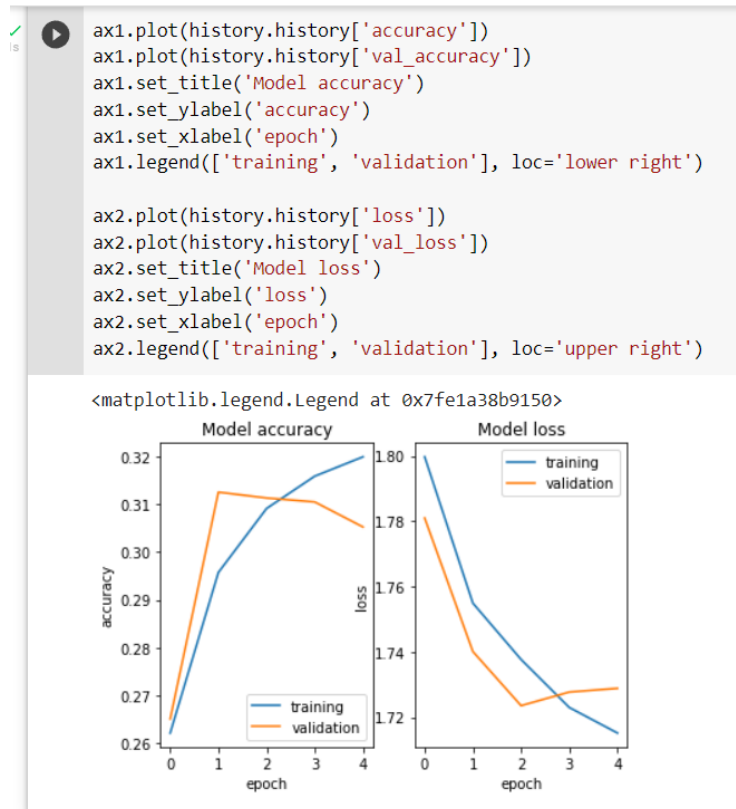 ax1.plot(history.history['accuracy'])
ax1.plot(history.history['val_accuracy'])
ax1.set_title('Model accuracy')
ax1.set_ylabel('accuracy')
ax1.set_xlabel('epoch')
ax1.legend(['training', 'validation'], loc='lower right')
ax2.plot(history.history['loss'])
ax2.plot(history.history['val_loss'])
ax2.set_title('Model loss')
ax2.set_ylabel('loss')
ax2.set_xlabel('epoch')
ax2.legend(['training', 'validation'], loc='upper right')
<matplotlib.legend.Legend at 0x7fe1a38b9150>
Model accuracy
0.32
0.31
0.30
0.29
0.28
0.27
0.26
accuracy
training
validation
0 1 2 3 4
epoch
Model loss
1.80
1.78
1.76
1.74
1.72
loss
training
validation
0 1 2 3 4
epoch